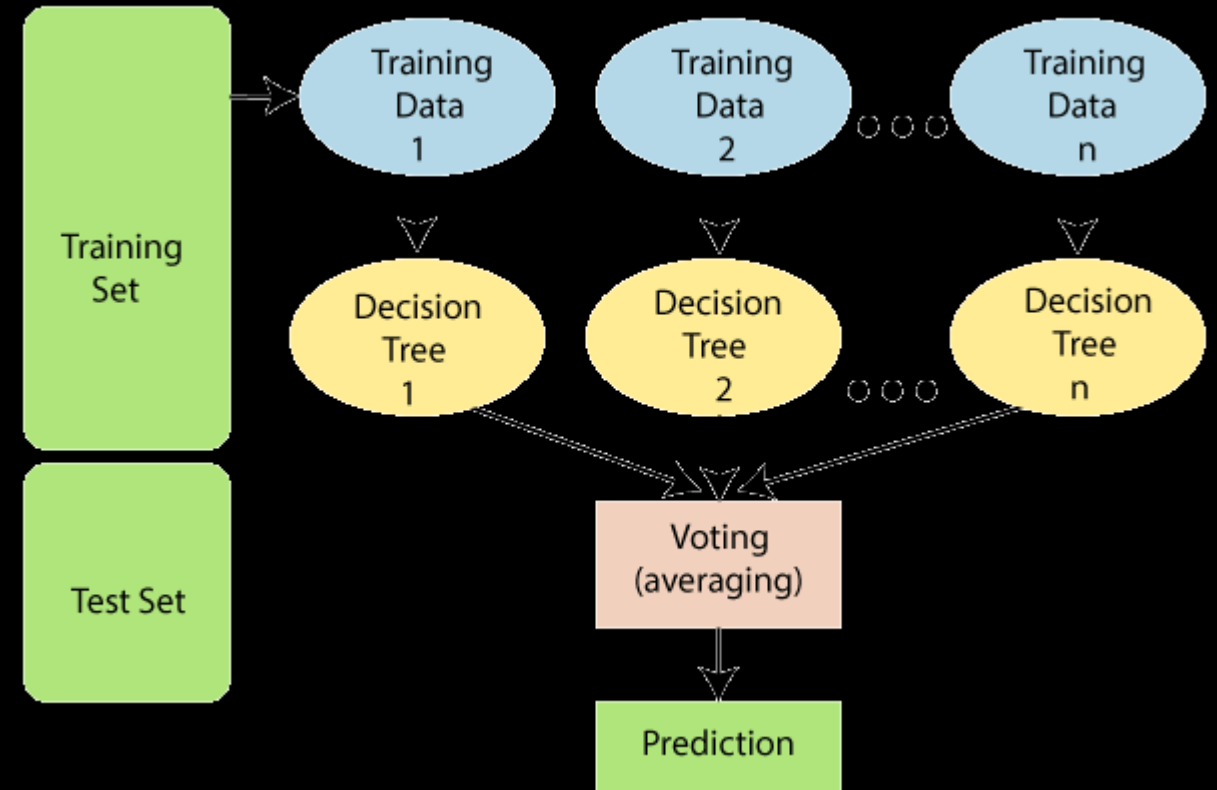 Training
Set
Test Set
Training
Data
1
Training
Data
2
Training
Data
n
Decision
Tree
1
Decision
Tree
2
Decision
Tree
n
Voting
(averaging)
Prediction